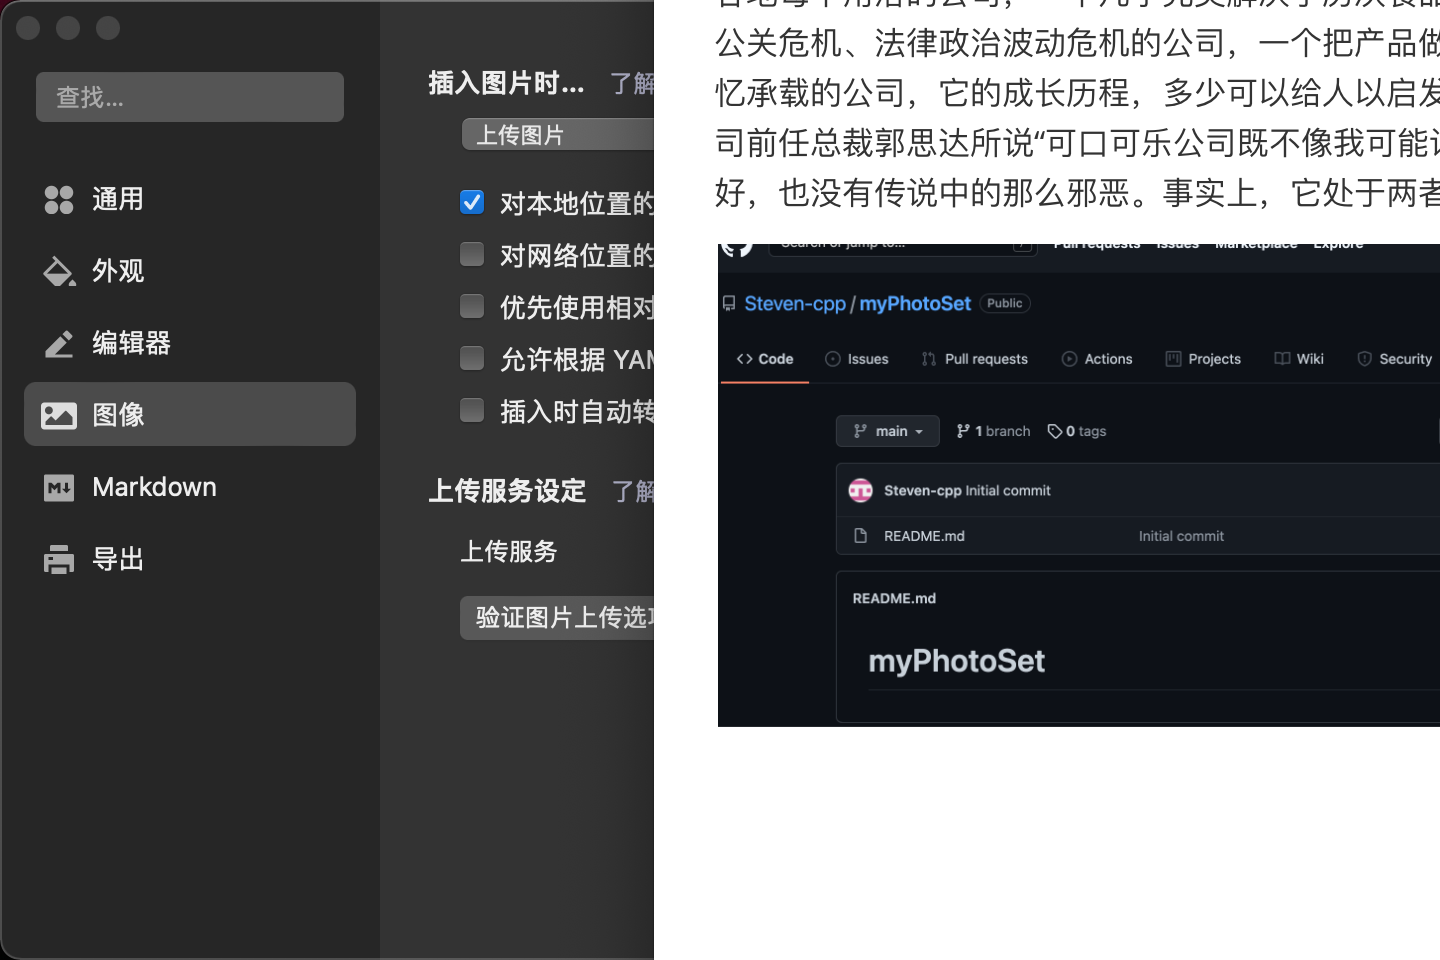 查找...
通用
外观
编辑器
图像
Markdown
导出
插入图片时... 了解
上传图片
对本地位置的
对网络位置的
优先使用相对
允许根据 YAM
插入时自动转
上传服务设定 了解
上传服务
验证图片上传选项
公关危机、法律政治波动危机的公司，一个把产品做
忆承载的公司，它的成长历程，多少可以给人以启发
司前任总裁郭思达所说“可口可乐公司既不像我可能
好，也没有传说中的那么邪恶。事实上，它处于两者
Search or jump to... / Pull requests Issues Marketplace Explore
Steven-cpp / myPhotoSet Public
Code Issues Pull requests Actions Projects Wiki Security
main 1 branch 0 tags
Steven-cpp Initial commit
README.md Initial commit
README.md
myPhotoSet